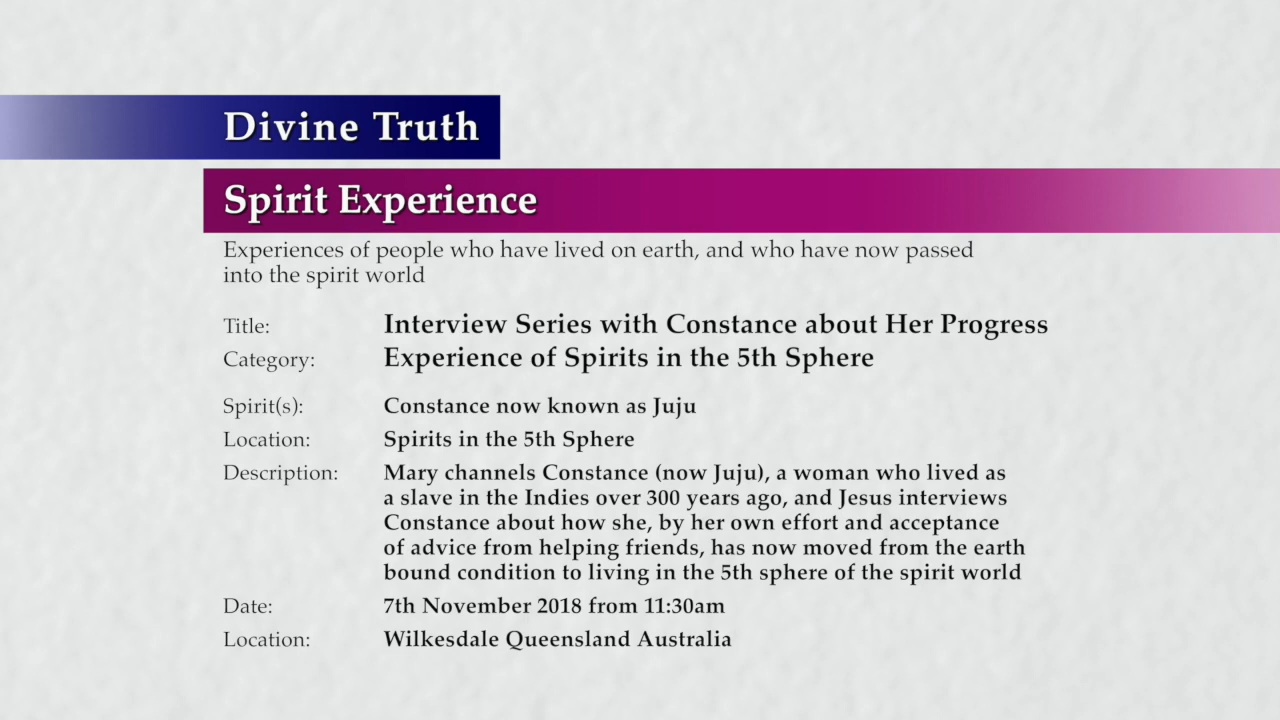 Divine Truth
Spirit Experience
Experiences of people who have lived on earth, and who have now passed
into the spirit world
Title: Interview Series with Constance about Her Progress
Category: Experience of Spirits in the 5th Sphere
Spirit(s): Constance now known as Juju
Location: Spirits in the 5th Sphere
Description: Mary channels Constance (now Juju), a woman who lived as
a slave in the Indies over 300 years ago, and Jesus interviews
Constance about how she, by her own effort and acceptance
of advice from helping friends, has now moved from the earth
bound condition to living in the 5th sphere of the spirit world
Date: 7th November 2018 from 11:30am
Location: Wilkesdale Queensland Australia